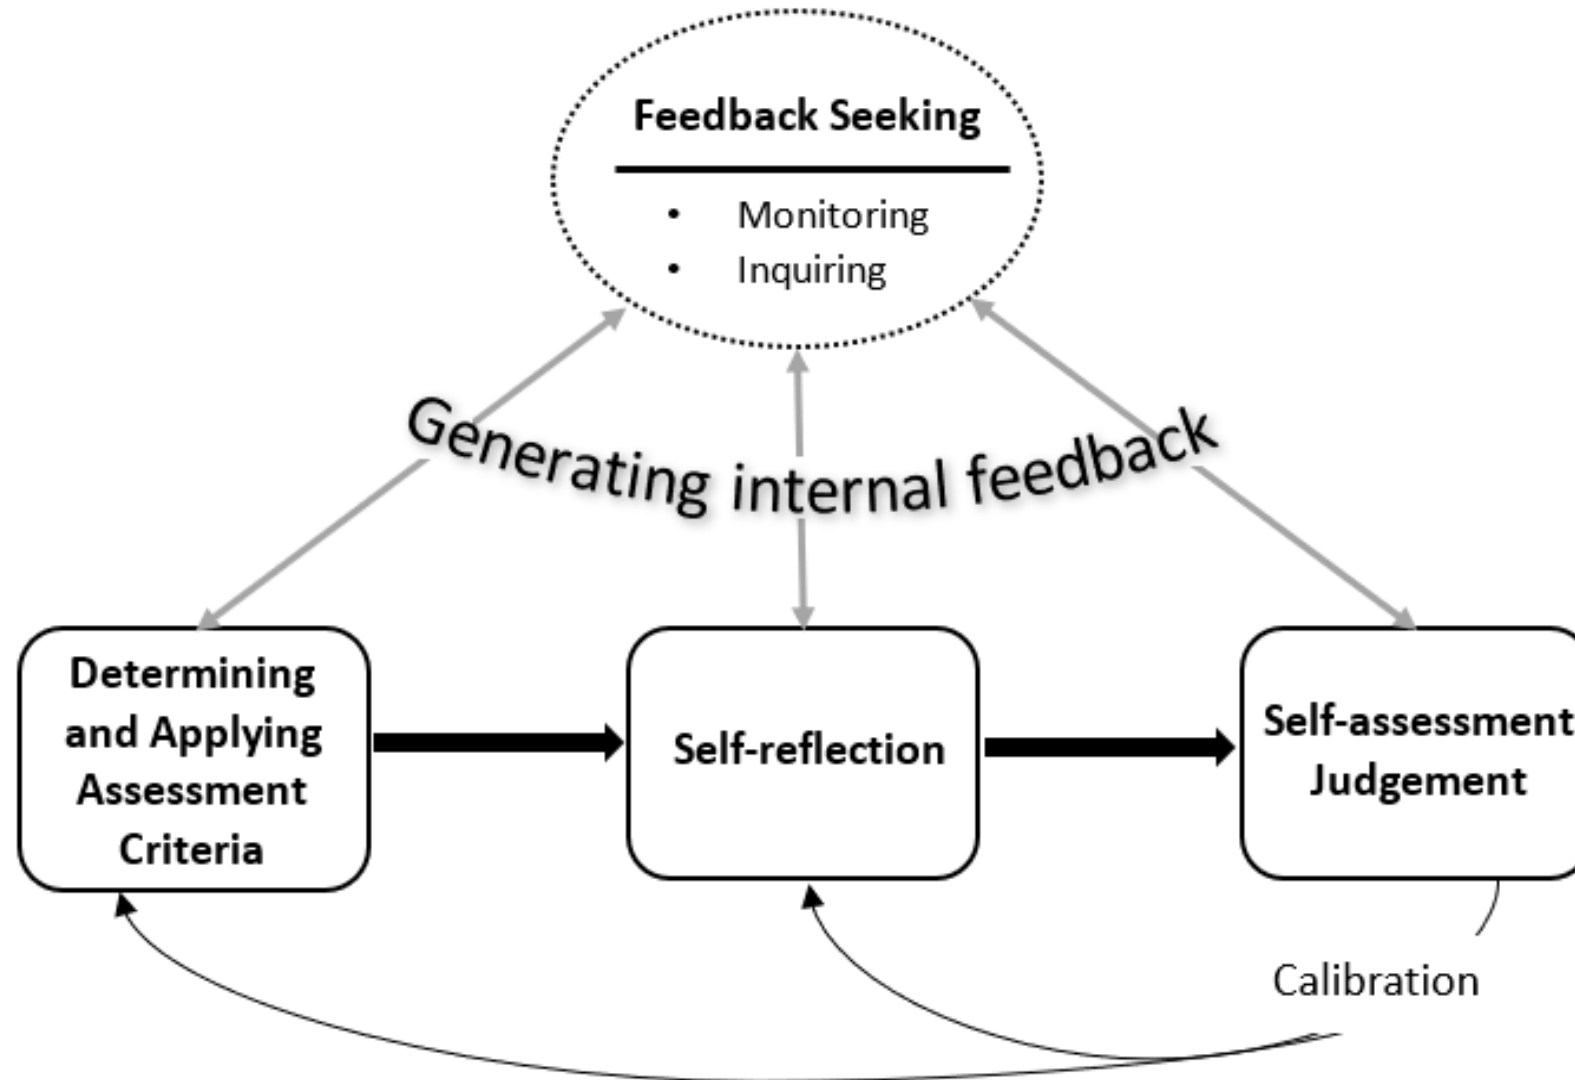 Feedback Seeking
• Monitoring
• Inquiring
Generating internal feedback
Determining
and Applying
Assessment
Criteria
Self-reflection
Self-assessment
Judgement
Calibration